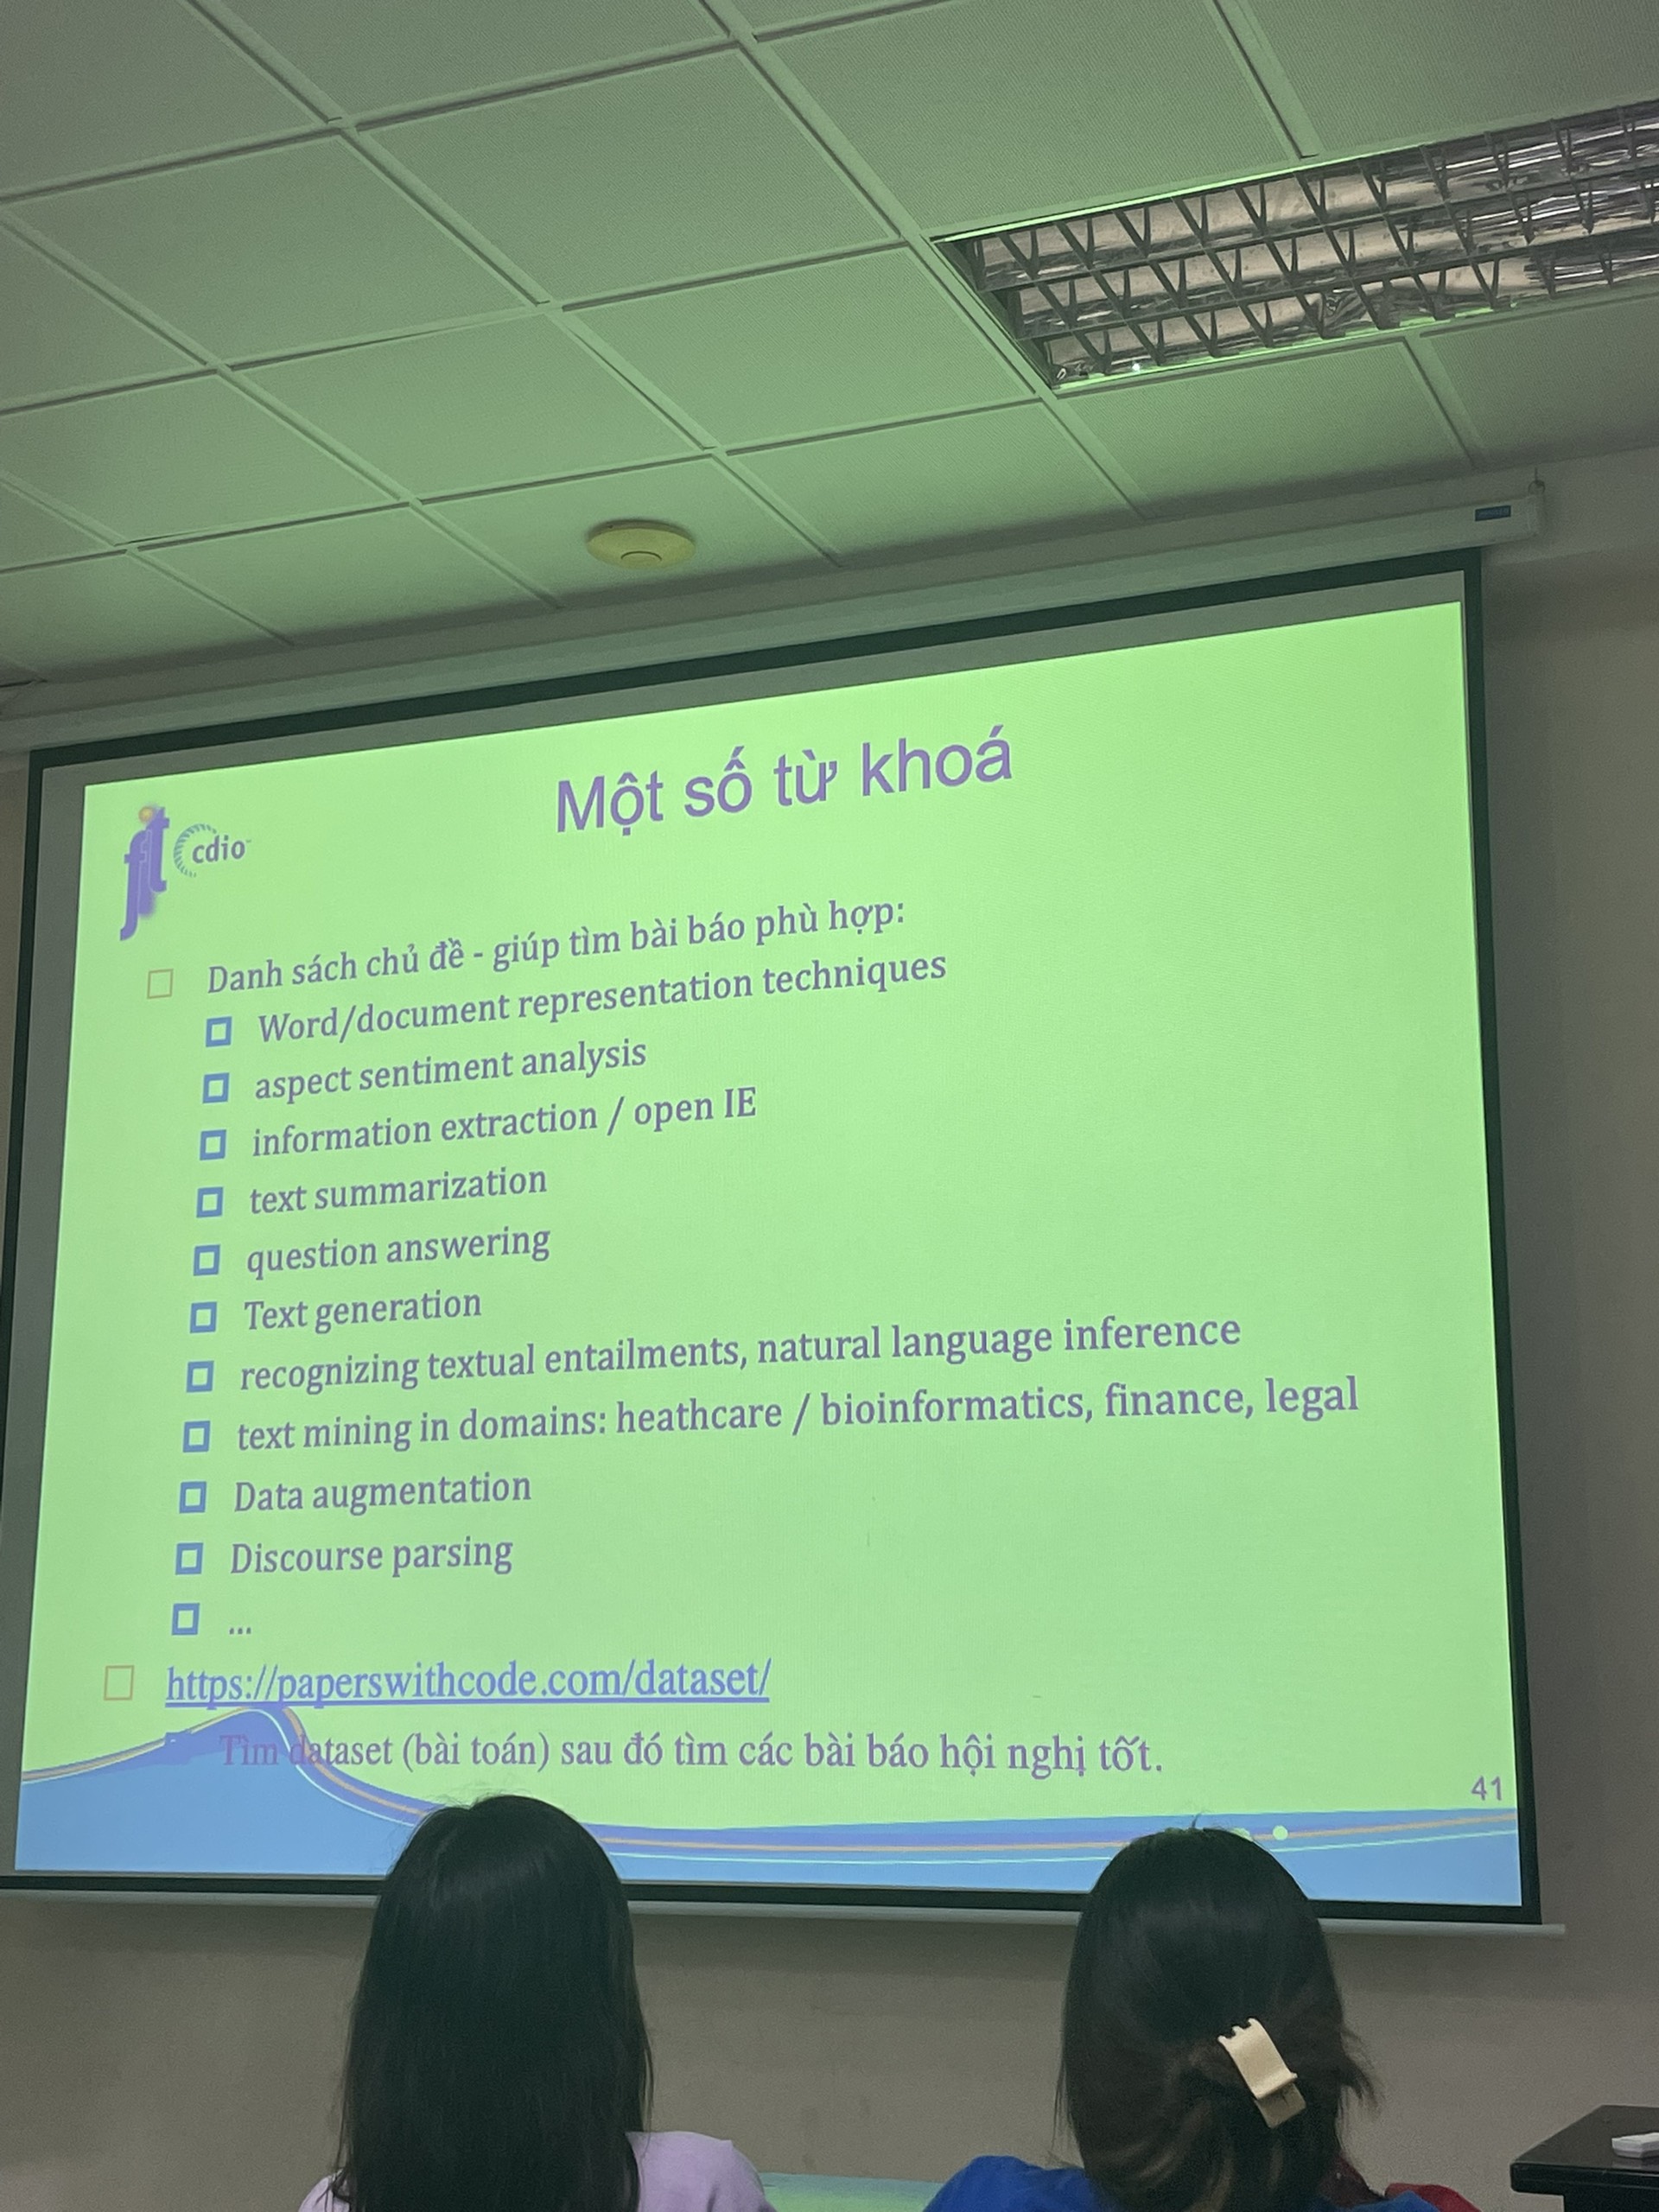 Một số từ khoá
fit
cdio
Danh sách chủ đề - giúp tìm bài báo phù hợp:
Word/document representation techniques
aspect sentiment analysis
information extraction / open IE
text summarization
question answering
Text generation
recognizing textual entailments, natural language inference
text mining in domains: heathcare / bioinformatics, finance, legal
Data augmentation
Discourse parsing
...
https://paperswithcode.com/dataset/
Tìm dataset (bài toán) sau đó tìm các bài báo hội nghị tốt.
41